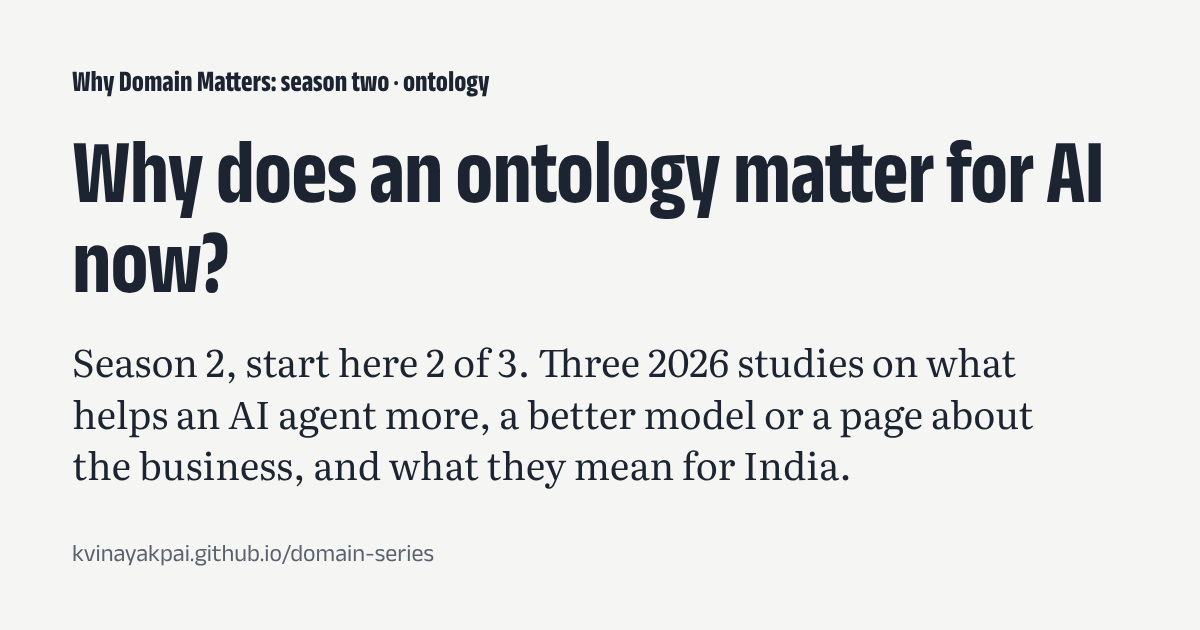 Why Domain Matters: season two · ontology
Why does an ontology matter for AI
now?
Season 2, start here 2 of 3. Three 2026 studies on what
helps an AI agent more, a better model or a page about
the business, and what they mean for India.
kvinayakpai.github.io/domain-series